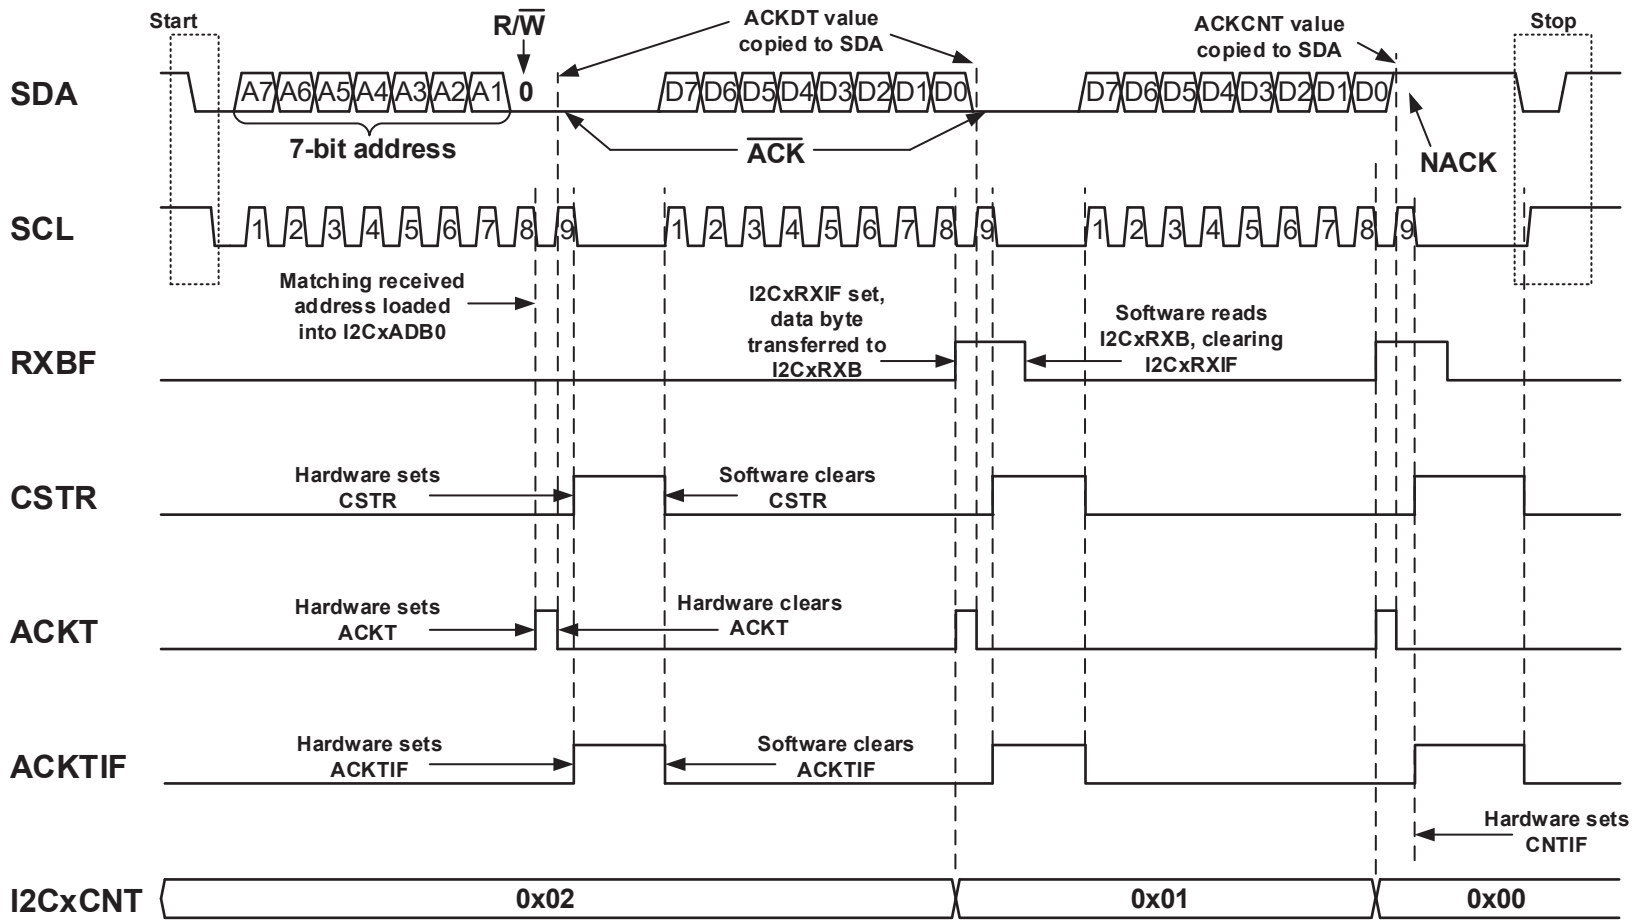 Start
R/W
ACKDT value
copied to SDA
ACKCNT value
copied to SDA
Stop
SDA
A7 A6 A5 A4 A3 A2 A1 0
D7 D6 D5 D4 D3 D2 D1 D0
D7 D6 D5 D4 D3 D2 D1 D0
7-bit address
ACK
NACK
SCL
1 2 3 4 5 6 7 8 9
1 2 3 4 5 6 7 8 9
1 2 3 4 5 6 7 8 9
Matching received
address loaded
into I2CxADB0
I2CxRXIF set,
data byte
transferred to
I2CxRXB
Software reads
I2CxRXB, clearing
I2CxRXIF
RXBF
Hardware sets
CSTR
Software clears
CSTR
CSTR
Hardware sets
ACKT
Hardware clears
ACKT
ACKT
Hardware sets
ACKTIF
Software clears
ACKTIF
ACKTIF
Hardware sets
CNTIF
I2CxCNT
0x02
0x01
0x00